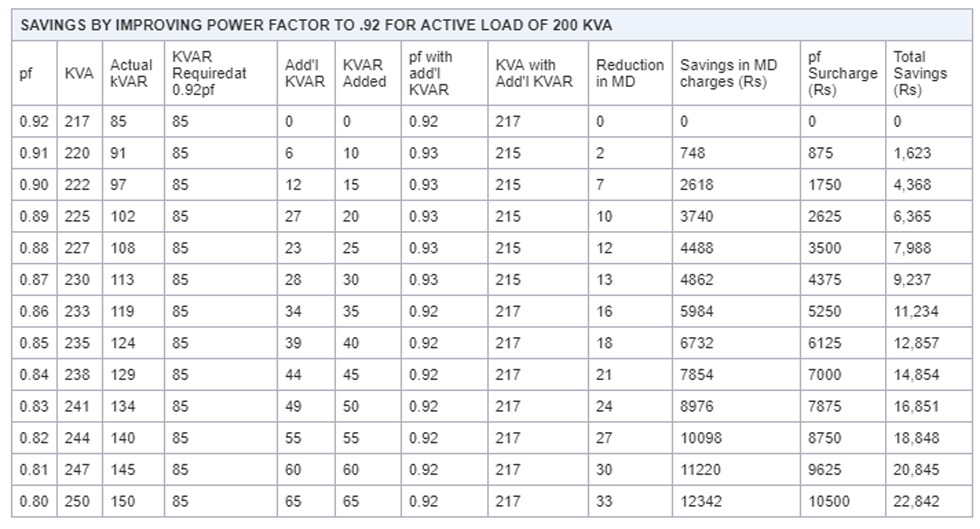 SAVINGS BY IMPROVING POWER FACTOR TO .92 FOR ACTIVE LOAD OF 200 KVA
pf KVA Actual kVAR KVAR Requiredat 0.92pf Add'l KVAR KVAR Added pf with add'l KVAR KVA with Add'l KVAR Reduction in MD Savings in MD charges (Rs) pf Surcharge (Rs) Total Savings (Rs)
0.92 217 85 85 0 0 0.92 217 0 0 0 0
0.91 220 91 85 6 10 0.93 215 2 748 875 1,623
0.90 222 97 85 12 15 0.93 215 7 2618 1750 4,368
0.89 225 102 85 27 20 0.93 215 10 3740 2625 6,365
0.88 227 108 85 23 25 0.93 215 12 4488 3500 7,988
0.87 230 113 85 28 30 0.93 215 13 4862 4375 9,237
0.86 233 119 85 34 35 0.92 217 16 5984 5250 11,234
0.85 235 124 85 39 40 0.92 217 18 6732 6125 12,857
0.84 238 129 85 44 45 0.92 217 21 7854 7000 14,854
0.83 241 134 85 49 50 0.92 217 24 8976 7875 16,851
0.82 244 140 85 55 55 0.92 217 27 10098 8750 18,848
0.81 247 145 85 60 60 0.92 217 30 11220 9625 20,845
0.80 250 150 85 65 65 0.92 217 33 12342 10500 22,842